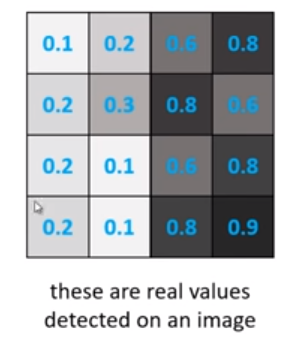 0.1 0.2 0.6 0.8
0.2 0.3 0.8 0.6
0.2 0.1 0.6 0.8
0.2 0.1 0.8 0.9
these are real values
detected on an image